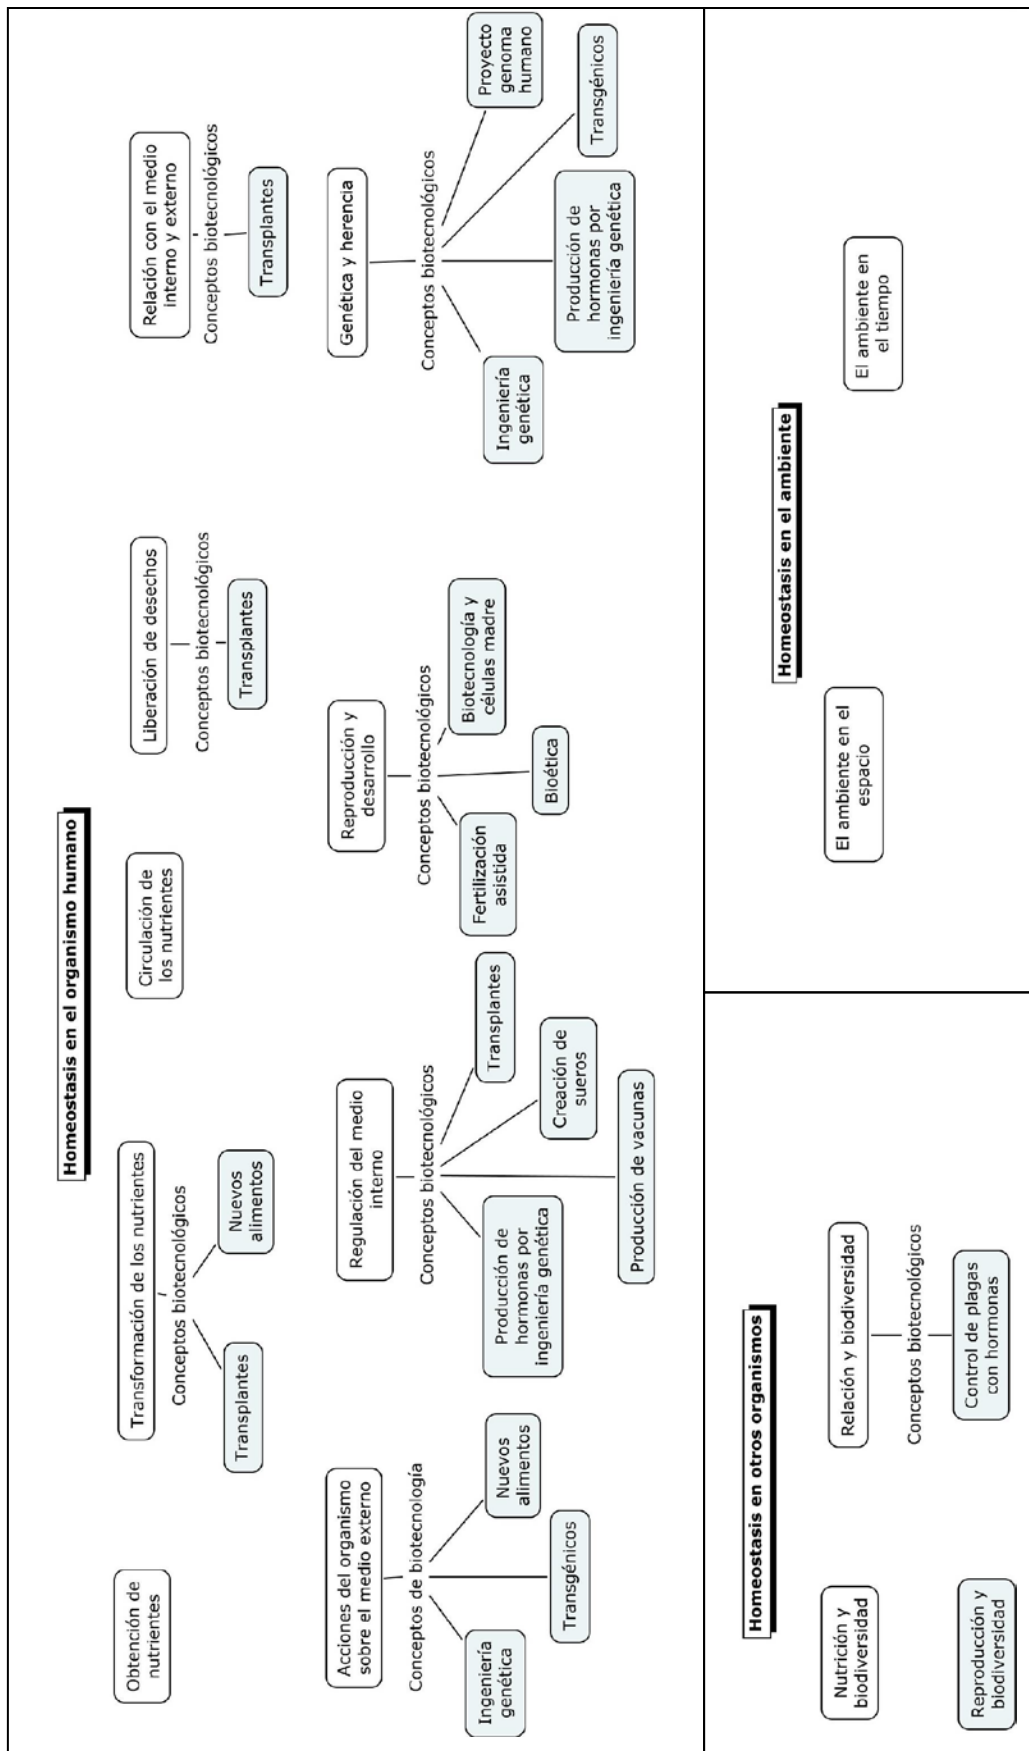 Homeostasis en el organismo humano
Obtención de
nutrientes
Transformación de los nutrientes
Conceptos biotecnológicos
Transplantes
Nuevos
alimentos
Circulación de
los nutrientes
Liberación de desechos
Conceptos biotecnológicos
Transplantes
Relación con el medio
interno y externo
Conceptos biotecnológicos
Transplantes
Acciones del organismo
sobre el medio externo
Conceptos de biotecnología
Ingeniería
genética
Transgénicos
Nuevos
alimentos
Regulación del medio
interno
Conceptos biotecnológicos
Producción de
hormonas por
ingeniería genética
Producción de vacunas
Creación de
sueros
Transplantes
Reproducción y
desarrollo
Conceptos biotecnológicos
Fertilización
asistida
Bioética
Biotecnología y
células madre
Genética y herencia
Conceptos biotecnológicos
Ingeniería
genética
Producción de
hormonas por
ingeniería genética
Transgénicos
Proyecto
genoma
humano
Homeostasis en otros organismos
Nutrición y
biodiversidad
Relación y biodiversidad
Conceptos biotecnológicos
Control de plagas
con hormonas
Reproducción y
biodiversidad
Homeostasis en el ambiente
El ambiente en el
espacio
El ambiente en
el tiempo